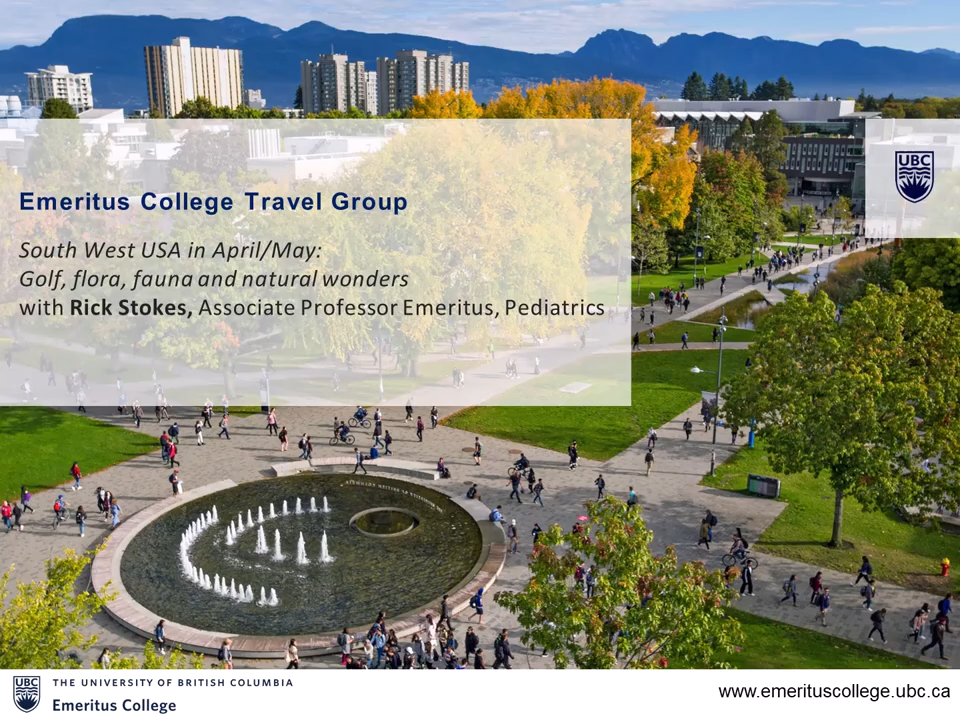 Emeritus College Travel Group
South West USA in April/May:
Golf, flora, fauna and natural wonders
with Rick Stokes, Associate Professor Emeritus, Pediatrics
UBC
UBC
THE UNIVERSITY OF BRITISH COLUMBIA
Emeritus College
www.emerituscollege.ubc.ca